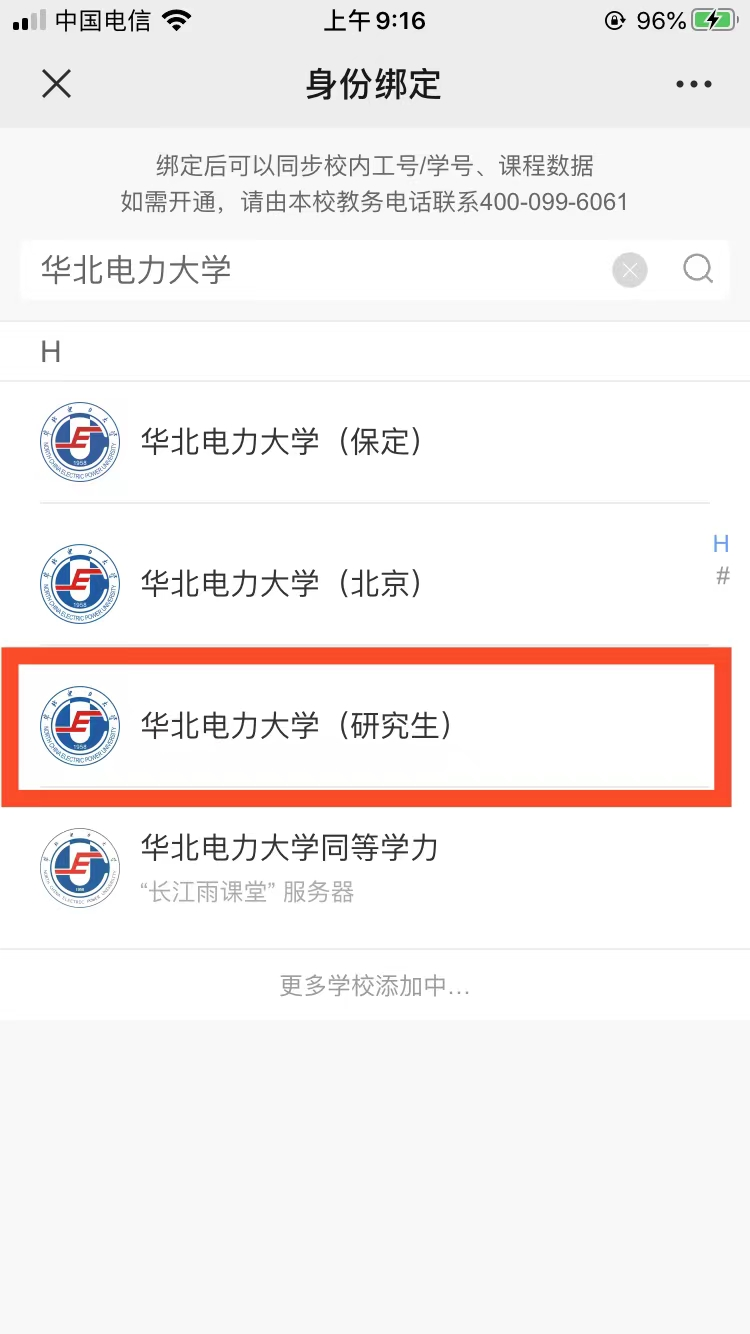 中国电信 上午 9:16 96%
身份绑定
绑定后可以同步校内工号/学号、课程数据
如需开通，请由本校教务电话联系400-099-6061
华北电力大学
H
华北电力大学（保定）
H
#
华北电力大学（北京）
华北电力大学（研究生）
华北电力大学同等学力
“长江雨课堂” 服务器
更多学校添加中...